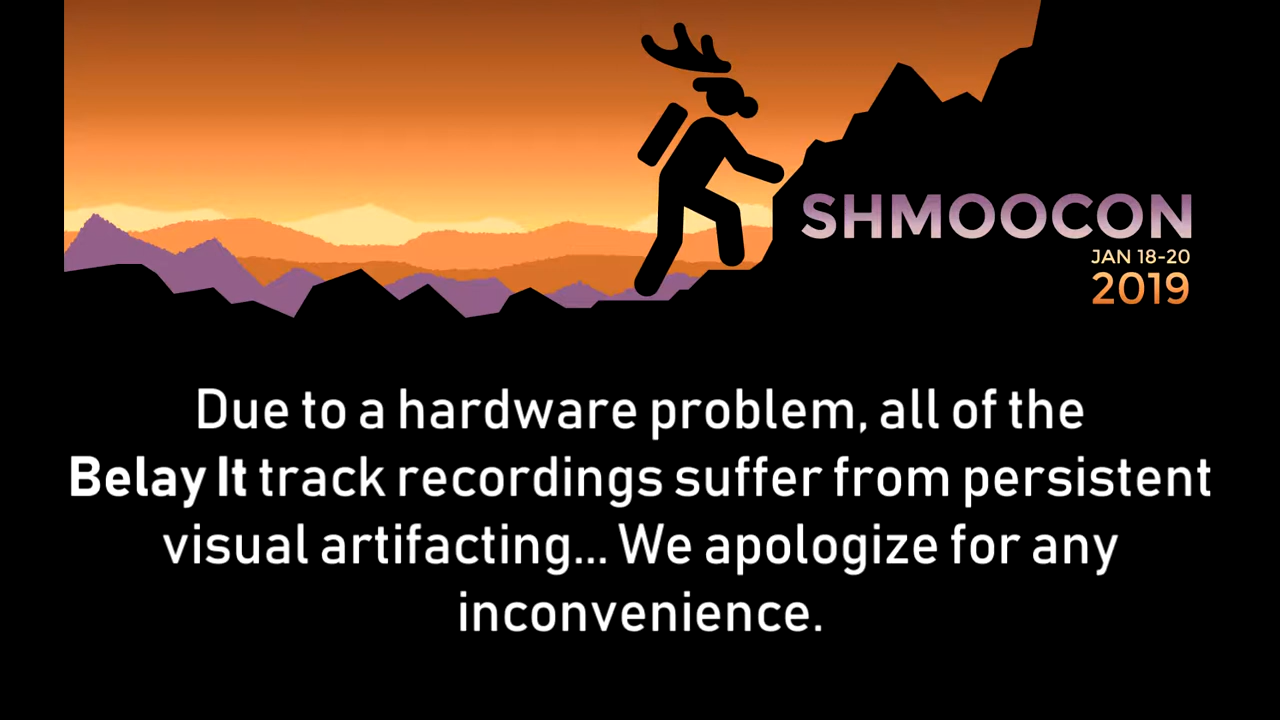 SHMOOCON
JAN 18-20
2019
Due to a hardware problem, all of the
Belay It track recordings suffer from persistent
visual artifacting... We apologize for any
inconvenience.